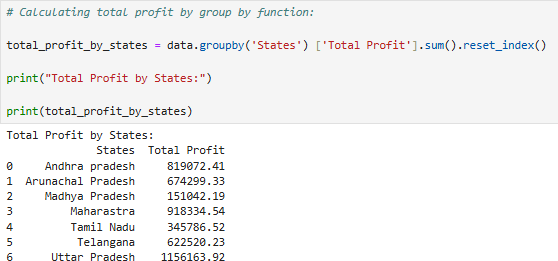 # Calculating total profit by group by function:
total_profit_by_states = data.groupby('States') ['Total Profit'].sum().reset_index()
print("Total Profit by States:")
print(total_profit_by_states)
Total Profit by States:
States Total Profit
0 Andhra pradesh 819072.41
1 Arunachal Pradesh 674299.33
2 Madhya Pradesh 151042.19
3 Maharastra 918334.54
4 Tamil Nadu 345786.52
5 Telangana 622520.23
6 Uttar Pradesh 1156163.92